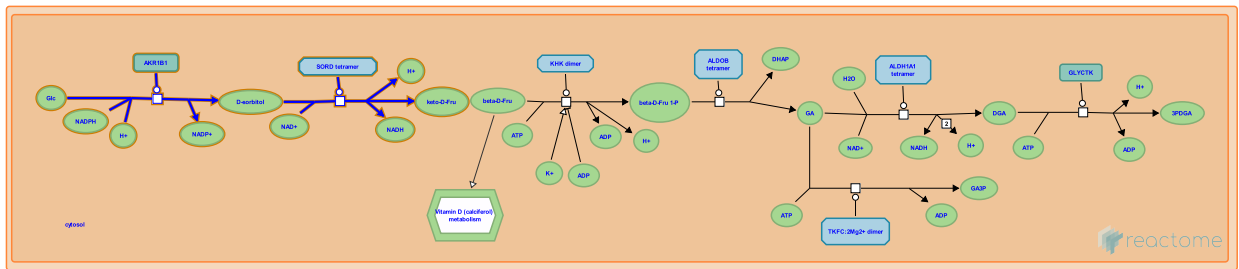 AKR1B1
SORD tetramer
KHK dimer
ALDOB
tetramer
DHAP
ALDH1A1
tetramer
GLYCTK
H+
H2O
H+
Glc
D-sorbitol
keto-D-Fru
beta-D-Fru
beta-D-Fru 1-P
GA
DGA
3PDGA
NADPH
H+
NADP+
NAD+
NADH
ATP
ADP
H+
NAD+
NADH
2
H+
ATP
ADP
K+
ADP
GA3P
Vitamin D (calciferol)
metabolism
ATP
ADP
TKFC:2Mg2+ dimer
cytosol
reactome